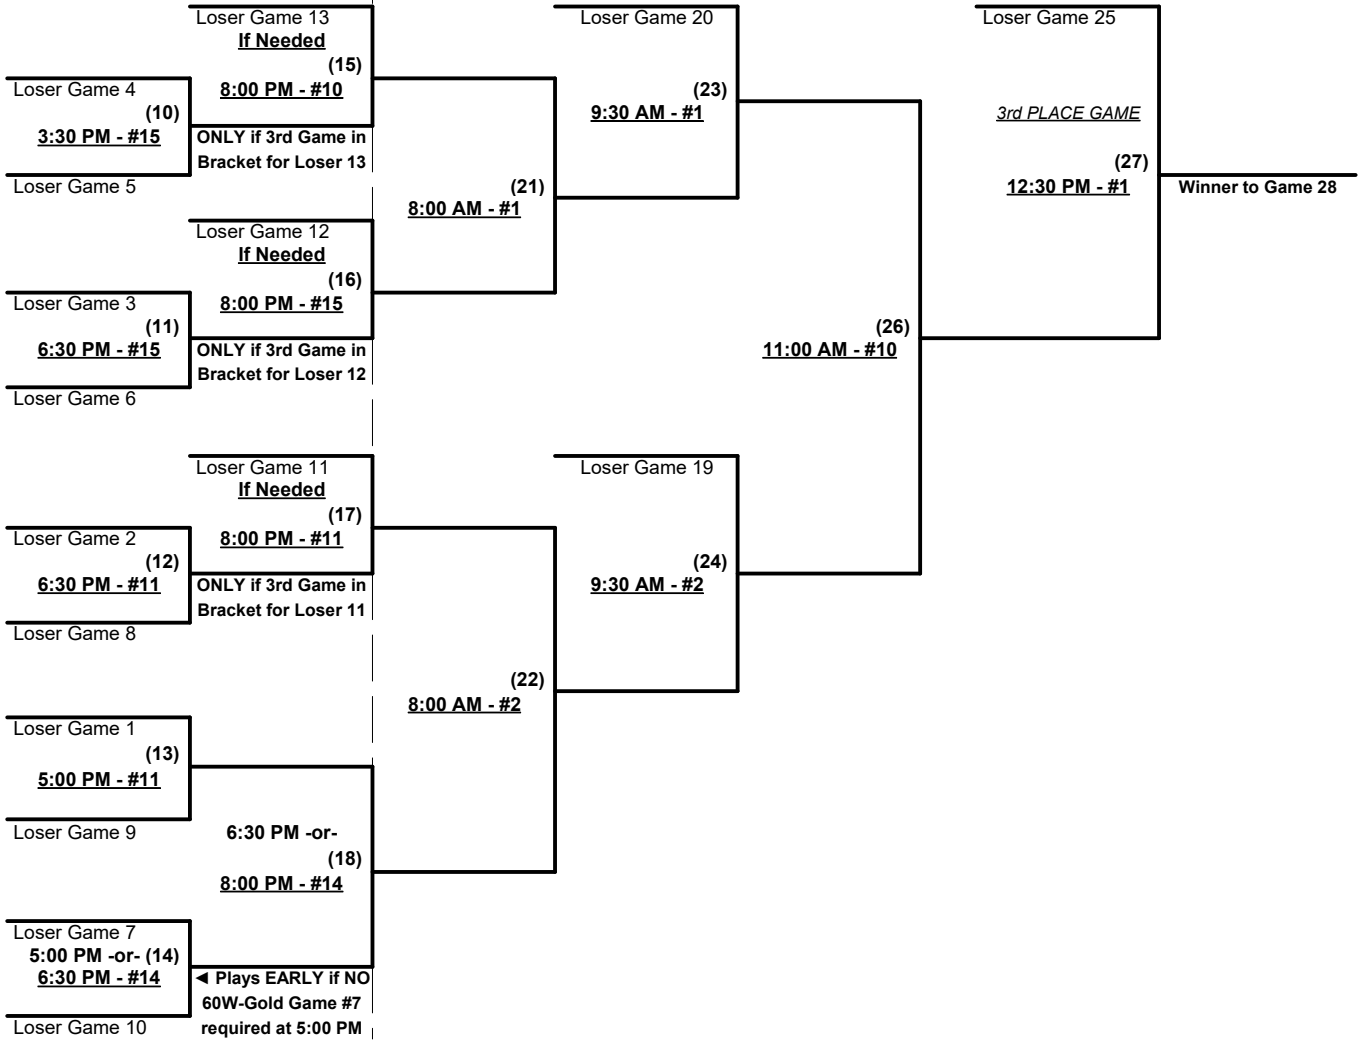 Loser Game 13
If Needed
(15)
8:00 PM - #10
ONLY if 3rd Game in
Bracket for Loser 13
Loser Game 4
(10)
3:30 PM - #15
Loser Game 5
Loser Game 12
If Needed
(16)
8:00 PM - #15
ONLY if 3rd Game in
Bracket for Loser 12
Loser Game 3
(11)
6:30 PM - #15
Loser Game 6
(21)
8:00 AM - #1
Loser Game 20
(23)
9:30 AM - #1
Loser Game 25
3rd PLACE GAME
(27)
12:30 PM - #1
Winner to Game 28
(26)
11:00 AM - #10
Loser Game 11
If Needed
(17)
8:00 PM - #11
ONLY if 3rd Game in
Bracket for Loser 11
Loser Game 2
(12)
6:30 PM - #11
Loser Game 8
Loser Game 19
(24)
9:30 AM - #2
(22)
8:00 AM - #2
Loser Game 1
(13)
5:00 PM - #11
Loser Game 9
6:30 PM -or-
(18)
8:00 PM - #14
Loser Game 7
5:00 PM -or- (14)
6:30 PM - #14
Loser Game 10
◄ Plays EARLY if NO
60W-Gold Game #7
required at 5:00 PM